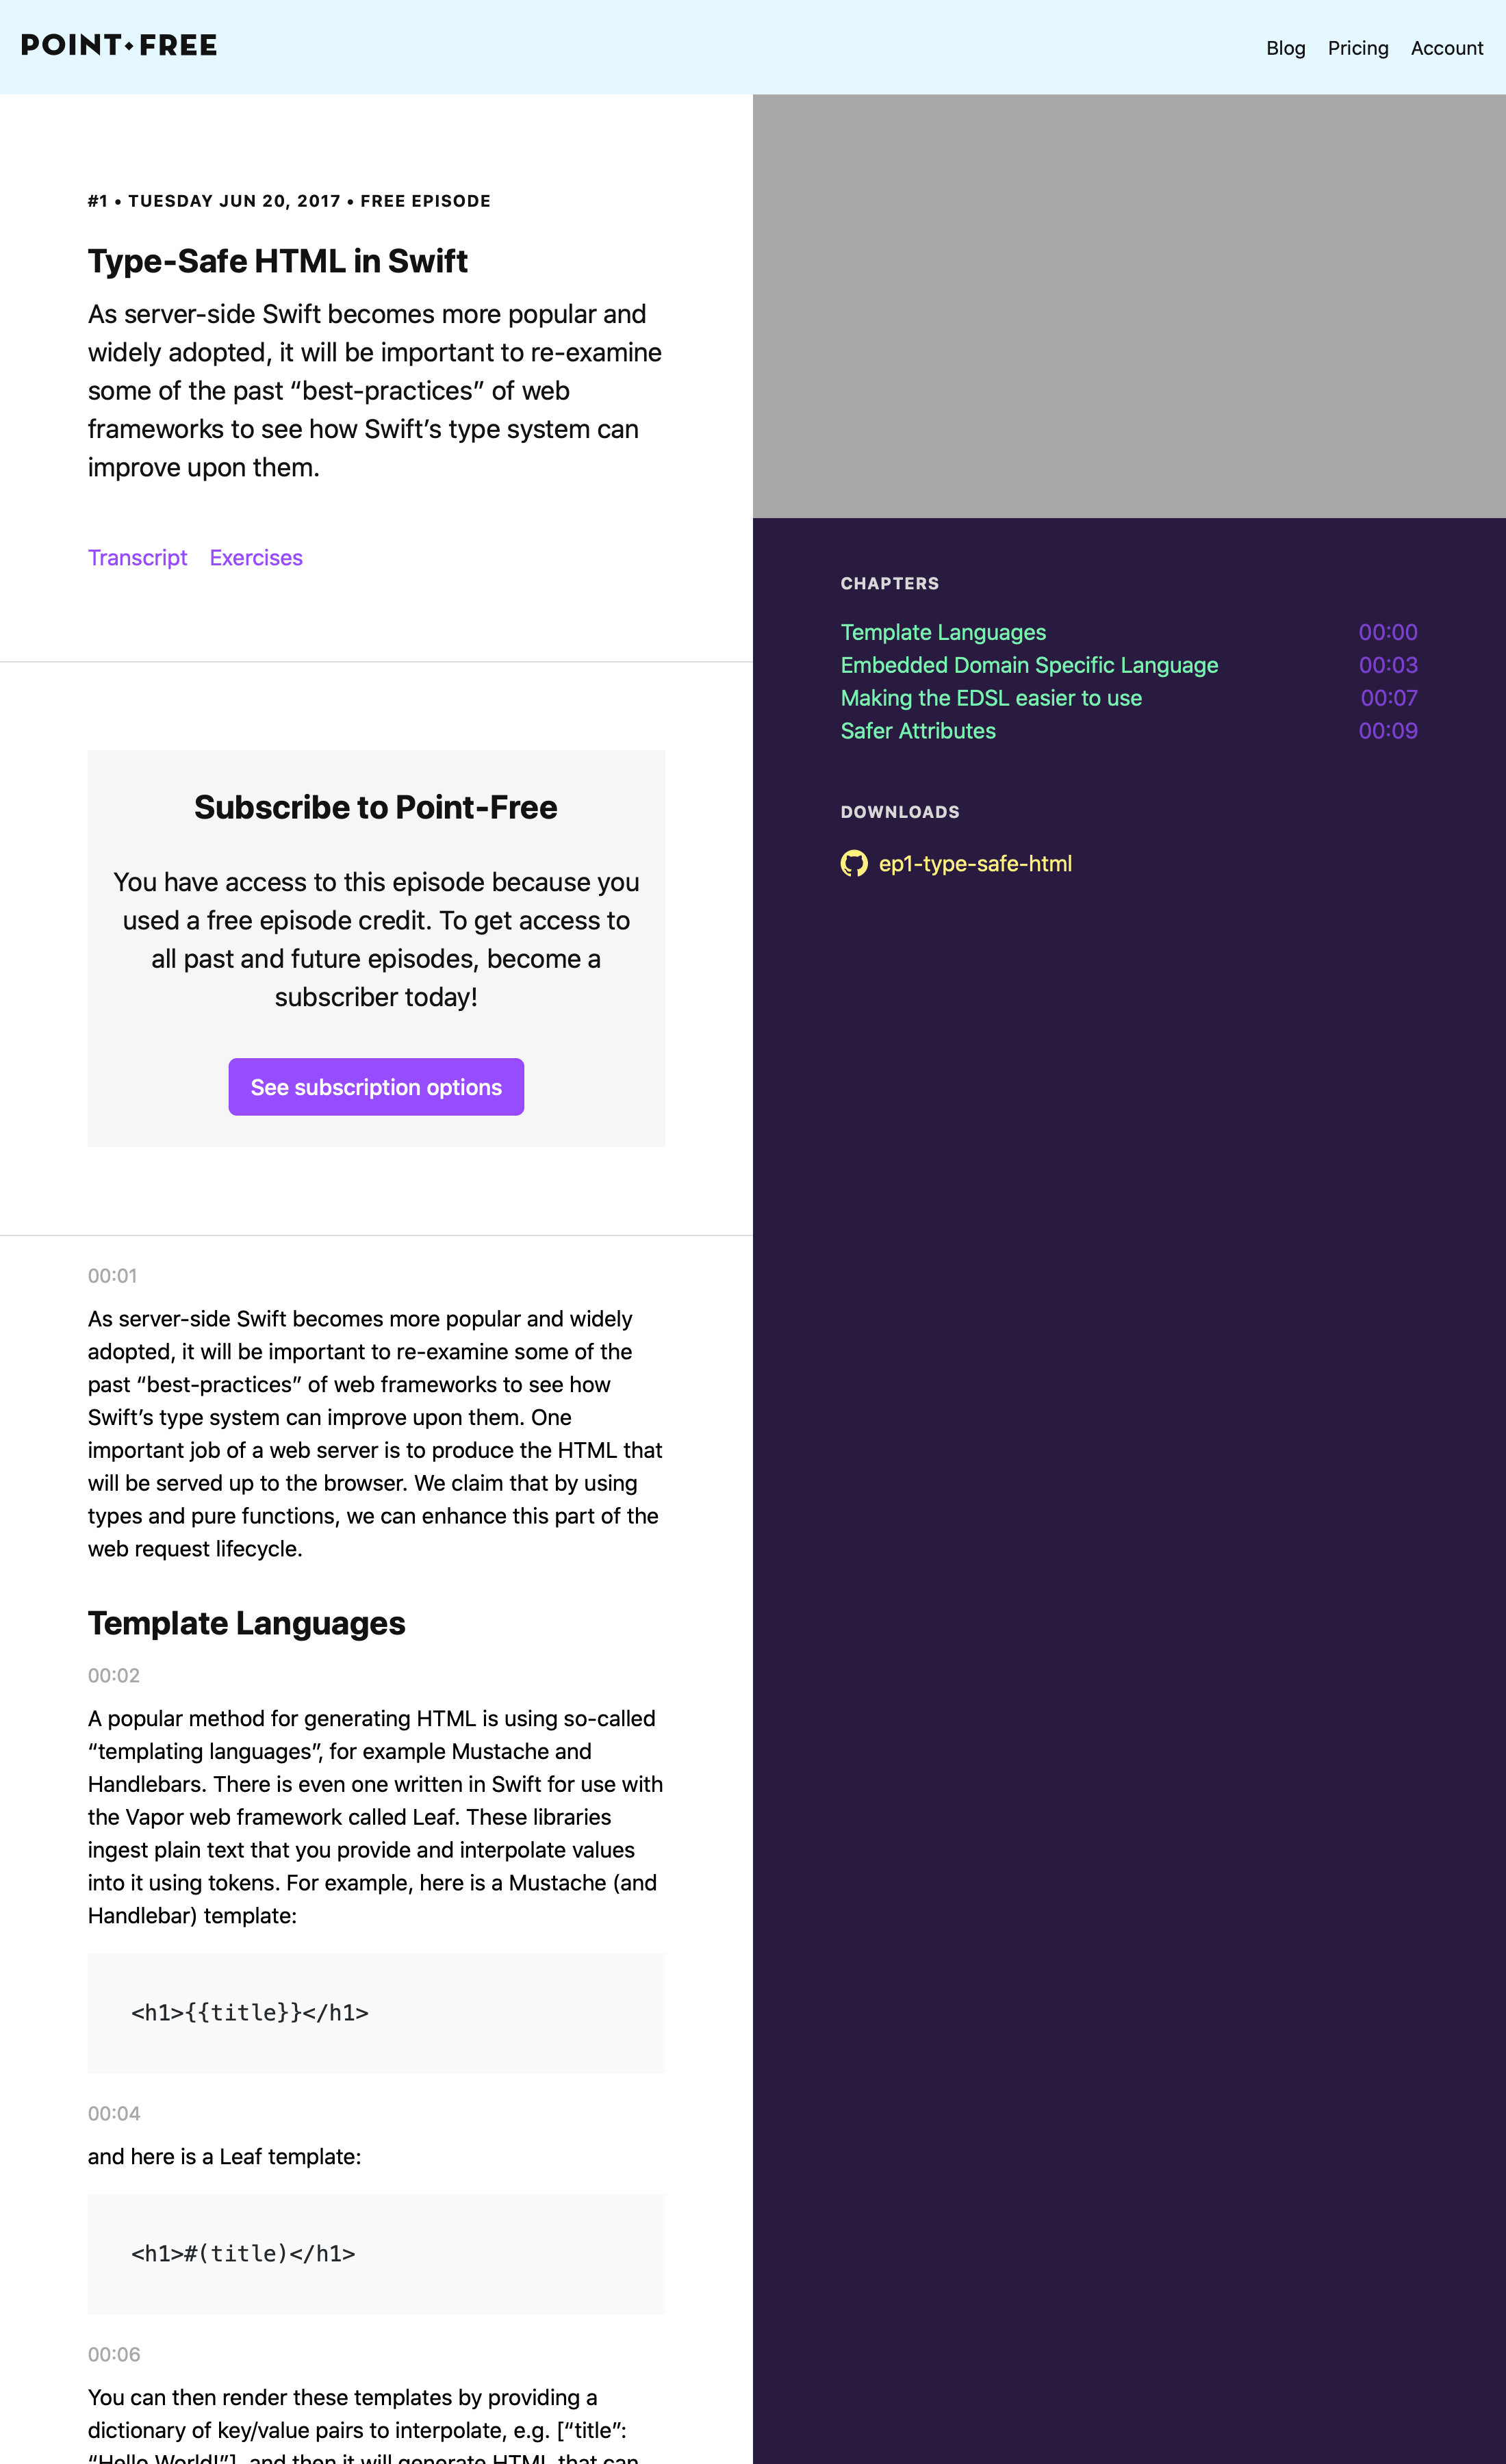 POINT•FREE
Blog Pricing Account
#1 • TUESDAY JUN 20, 2017 • FREE EPISODE
Type-Safe HTML in Swift
As server-side Swift becomes more popular and
widely adopted, it will be important to re-examine
some of the past “best-practices” of web
frameworks to see how Swift’s type system can
improve upon them.
Transcript Exercises
Subscribe to Point-Free
You have access to this episode because you
used a free episode credit. To get access to
all past and future episodes, become a
subscriber today!
See subscription options
00:01
As server-side Swift becomes more popular and widely
adopted, it will be important to re-examine some of the
past “best-practices” of web frameworks to see how
Swift’s type system can improve upon them. One
important job of a web server is to produce the HTML that
will be served up to the browser. We claim that by using
types and pure functions, we can enhance this part of the
web request lifecycle.
Template Languages
00:02
A popular method for generating HTML is using so-called
“templating languages”, for example Mustache and
Handlebars. There is even one written in Swift for use with
the Vapor web framework called Leaf. These libraries
ingest plain text that you provide and interpolate values
into it using tokens. For example, here is a Mustache (and
Handlebar) template:
<h1>{{title}}</h1>
00:04
and here is a Leaf template:
<h1>#(title)</h1>
00:06
You can then render these templates by providing a
dictionary of key/value pairs to interpolate, e.g. [“title”:
“Hello World!”], and then it will generate HTML that can
CHAPTERS
Template Languages 00:00
Embedded Domain Specific Language 00:03
Making the EDSL easier to use 00:07
Safer Attributes 00:09
DOWNLOADS
ep1-type-safe-html